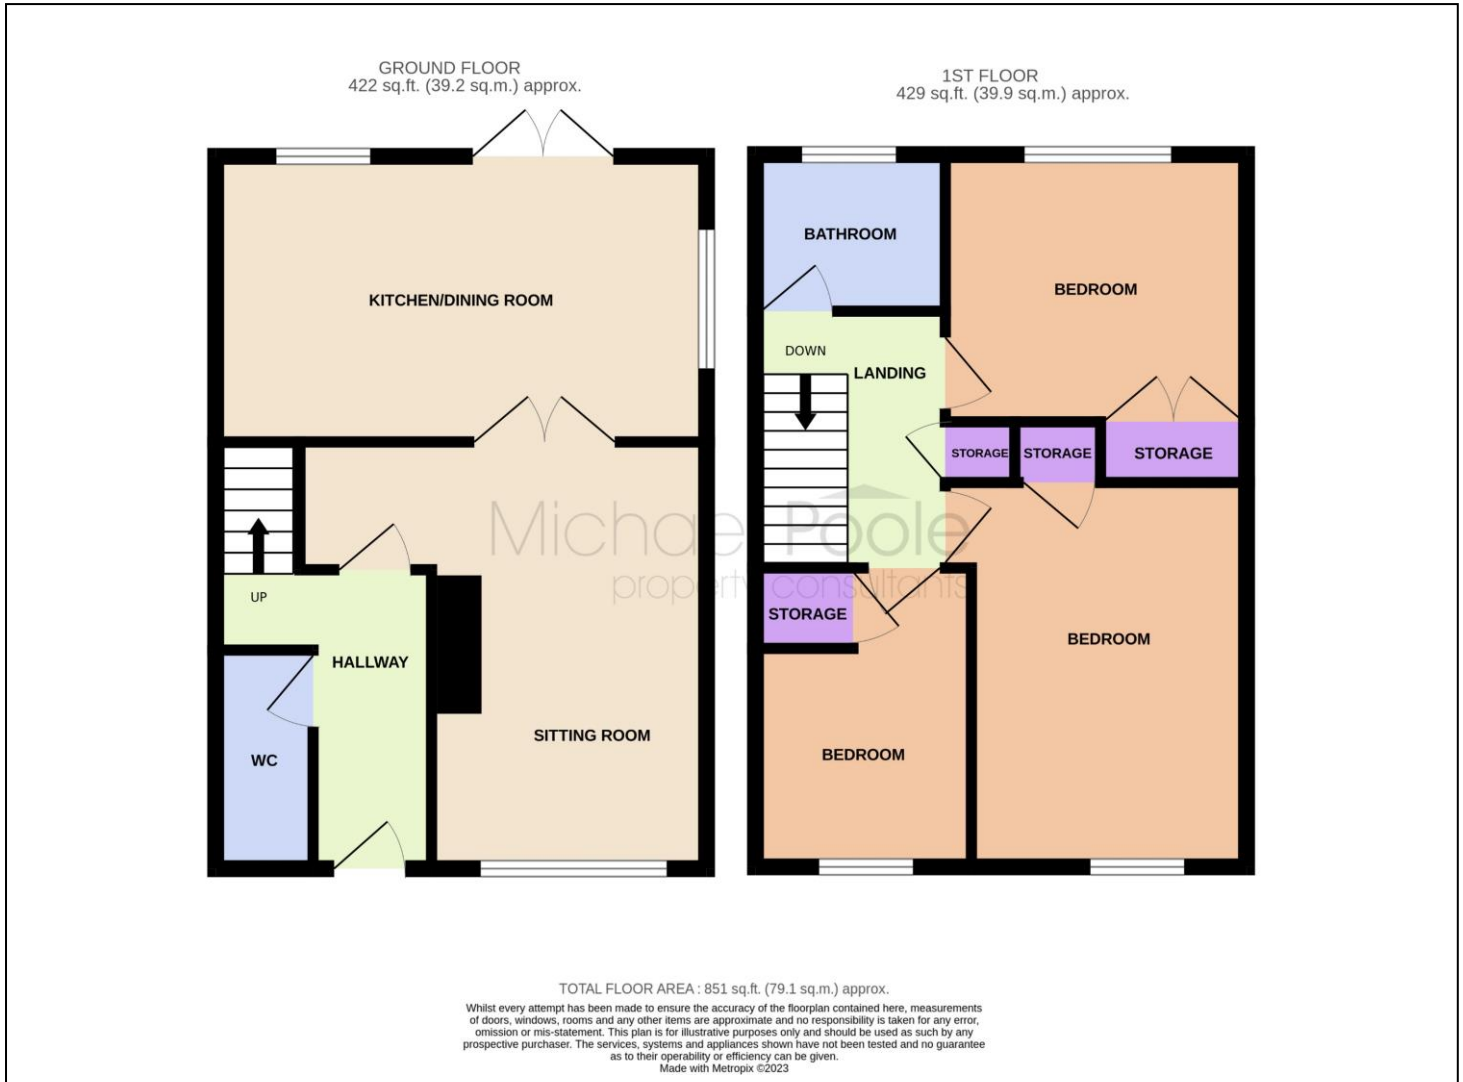 GROUND FLOOR
422 sq.ft. (39.2 sq.m.) approx.
KITCHEN/DINING ROOM
UP
HALLWAY
WC
SITTING ROOM
1ST FLOOR
429 sq.ft. (39.9 sq.m.) approx.
BATHROOM
BEDROOM
DOWN
LANDING
STORAGE
STORAGE
STORAGE
STORAGE
BEDROOM
BEDROOM
Michael Poole
property consultants
TOTAL FLOOR AREA : 851 sq.ft. (79.1 sq.m.) approx.
Whilst every attempt has been made to ensure the accuracy of the floorplan contained here, measurements
of doors, windows, rooms and any other items are approximate and no responsibility is taken for any error,
omission or mis-statement. This plan is for illustrative purposes only and should be used as such by any
prospective purchaser. The services, systems and appliances shown have not been tested and no guarantee
as to their operability or efficiency can be given.
Made with Metropix ©2023